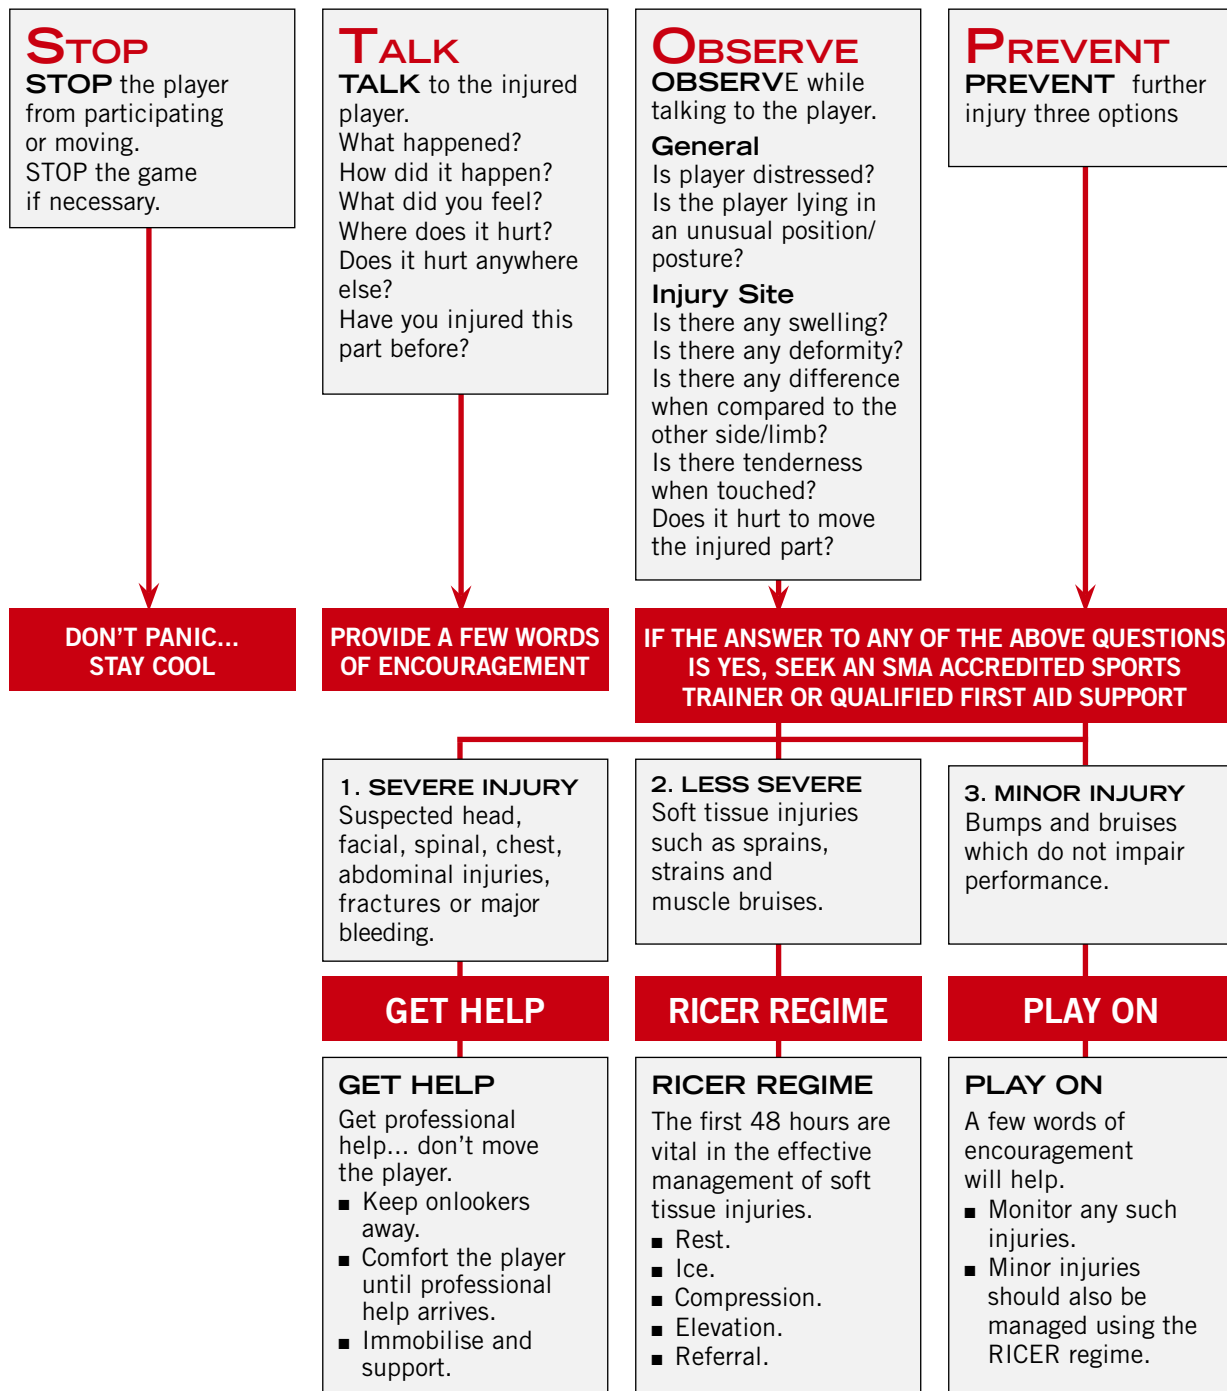 STOP
STOP the player
from participating
or moving.
STOP the game
if necessary.
DON'T PANIC...
STAY COOL
TALK
TALK to the injured
player.
What happened?
How did it happen?
What did you feel?
Where does it hurt?
Does it hurt anywhere
else?
Have you injured this
part before?
PROVIDE A FEW WORDS
OF ENCOURAGEMENT
OBSERVE
OBSERVE while
talking to the player.
General
Is player distressed?
Is the player lying in
an unusual position/
posture?
Injury Site
Is there any swelling?
Is there any deformity?
Is there any difference
when compared to the
other side/limb?
Is there tenderness
when touched?
Does it hurt to move
the injured part?
PREVENT
PREVENT further
injury three options
IF THE ANSWER TO ANY OF THE ABOVE QUESTIONS
IS YES, SEEK AN SMA ACCREDITED SPORTS
TRAINER OR QUALIFIED FIRST AID SUPPORT
1. SEVERE INJURY
Suspected head,
facial, spinal, chest,
abdominal injuries,
fractures or major
bleeding.
GET HELP
GET HELP
Get professional
help... don't move
the player.
■ Keep onlookers
away.
■ Comfort the player
until professional
help arrives.
■ Immobilise and
support.
2. LESS SEVERE
Soft tissue injuries
such as sprains,
strains and
muscle bruises.
RICER REGIME
RICER REGIME
The first 48 hours are
vital in the effective
management of soft
tissue injuries.
■ Rest.
■ Ice.
■ Compression.
■ Elevation.
■ Referral.
3. MINOR INJURY
Bumps and bruises
which do not impair
performance.
PLAY ON
PLAY ON
A few words of
encouragement
will help.
■ Monitor any such
injuries.
■ Minor injuries
should also be
managed using the
RICER regime.